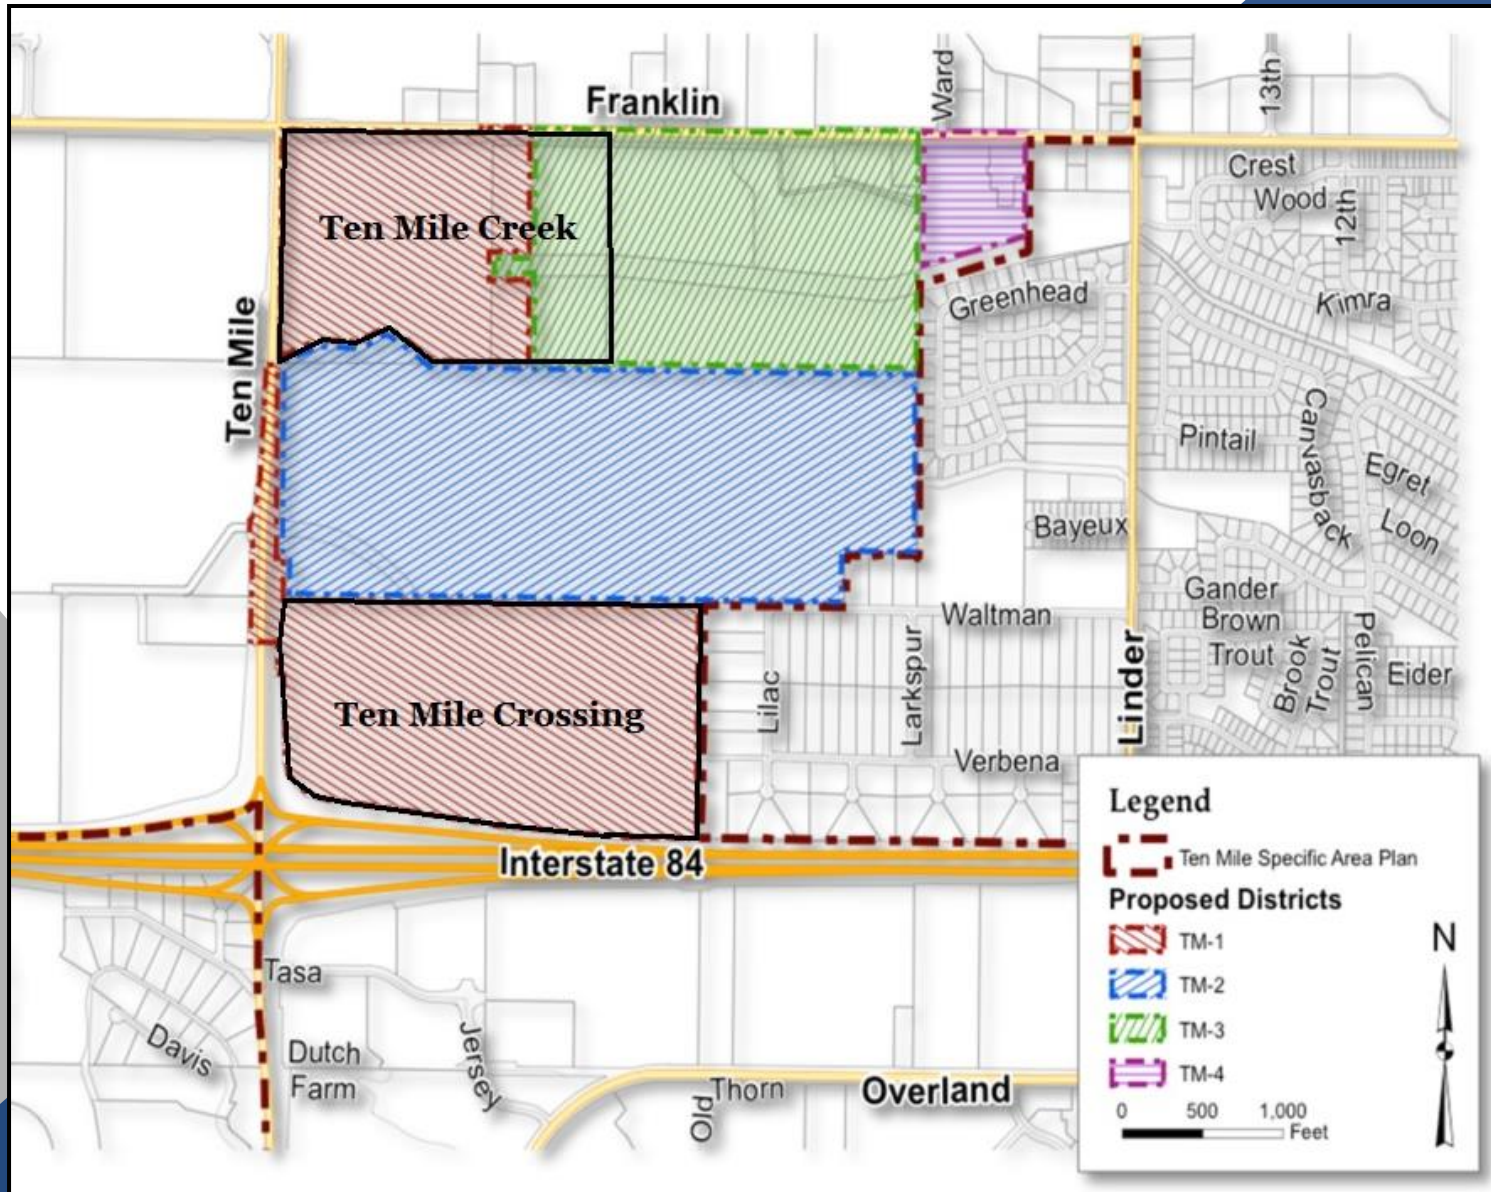 Franklin
Ward
13th
Crest
Wood
12th
Ten Mile Creek
Greenhead
Kimra
Ten Mile
Canvasback
Pintail
Egret
Bayeux
Loon
Gander
Brown
Trout
Waltman
Linder
Larkspur
Lilac
Brook
Trout
Pelican
Eider
Ten Mile Crossing
Verbena
Interstate 84
Tasa
Davis
Dutch
Farm
Jersey
Old
Thorn
Overland
Legend
Ten Mile Specific Area Plan
Proposed Districts
TM-1
TM-2
TM-3
TM-4
N
0 500 1,000
Feet